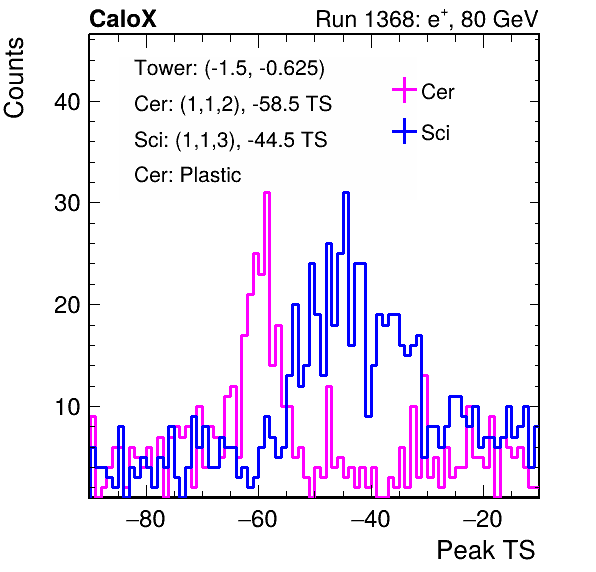 CaloX Run 1368: e⁺, 80 GeV
Counts
Tower: (-1.5, -0.625)
Cer: (1,1,2), -58.5 TS
Sci: (1,1,3), -44.5 TS
Cer: Plastic
Cer
Sci
40
30
20
10
−80 −60 −40 −20
Peak TS